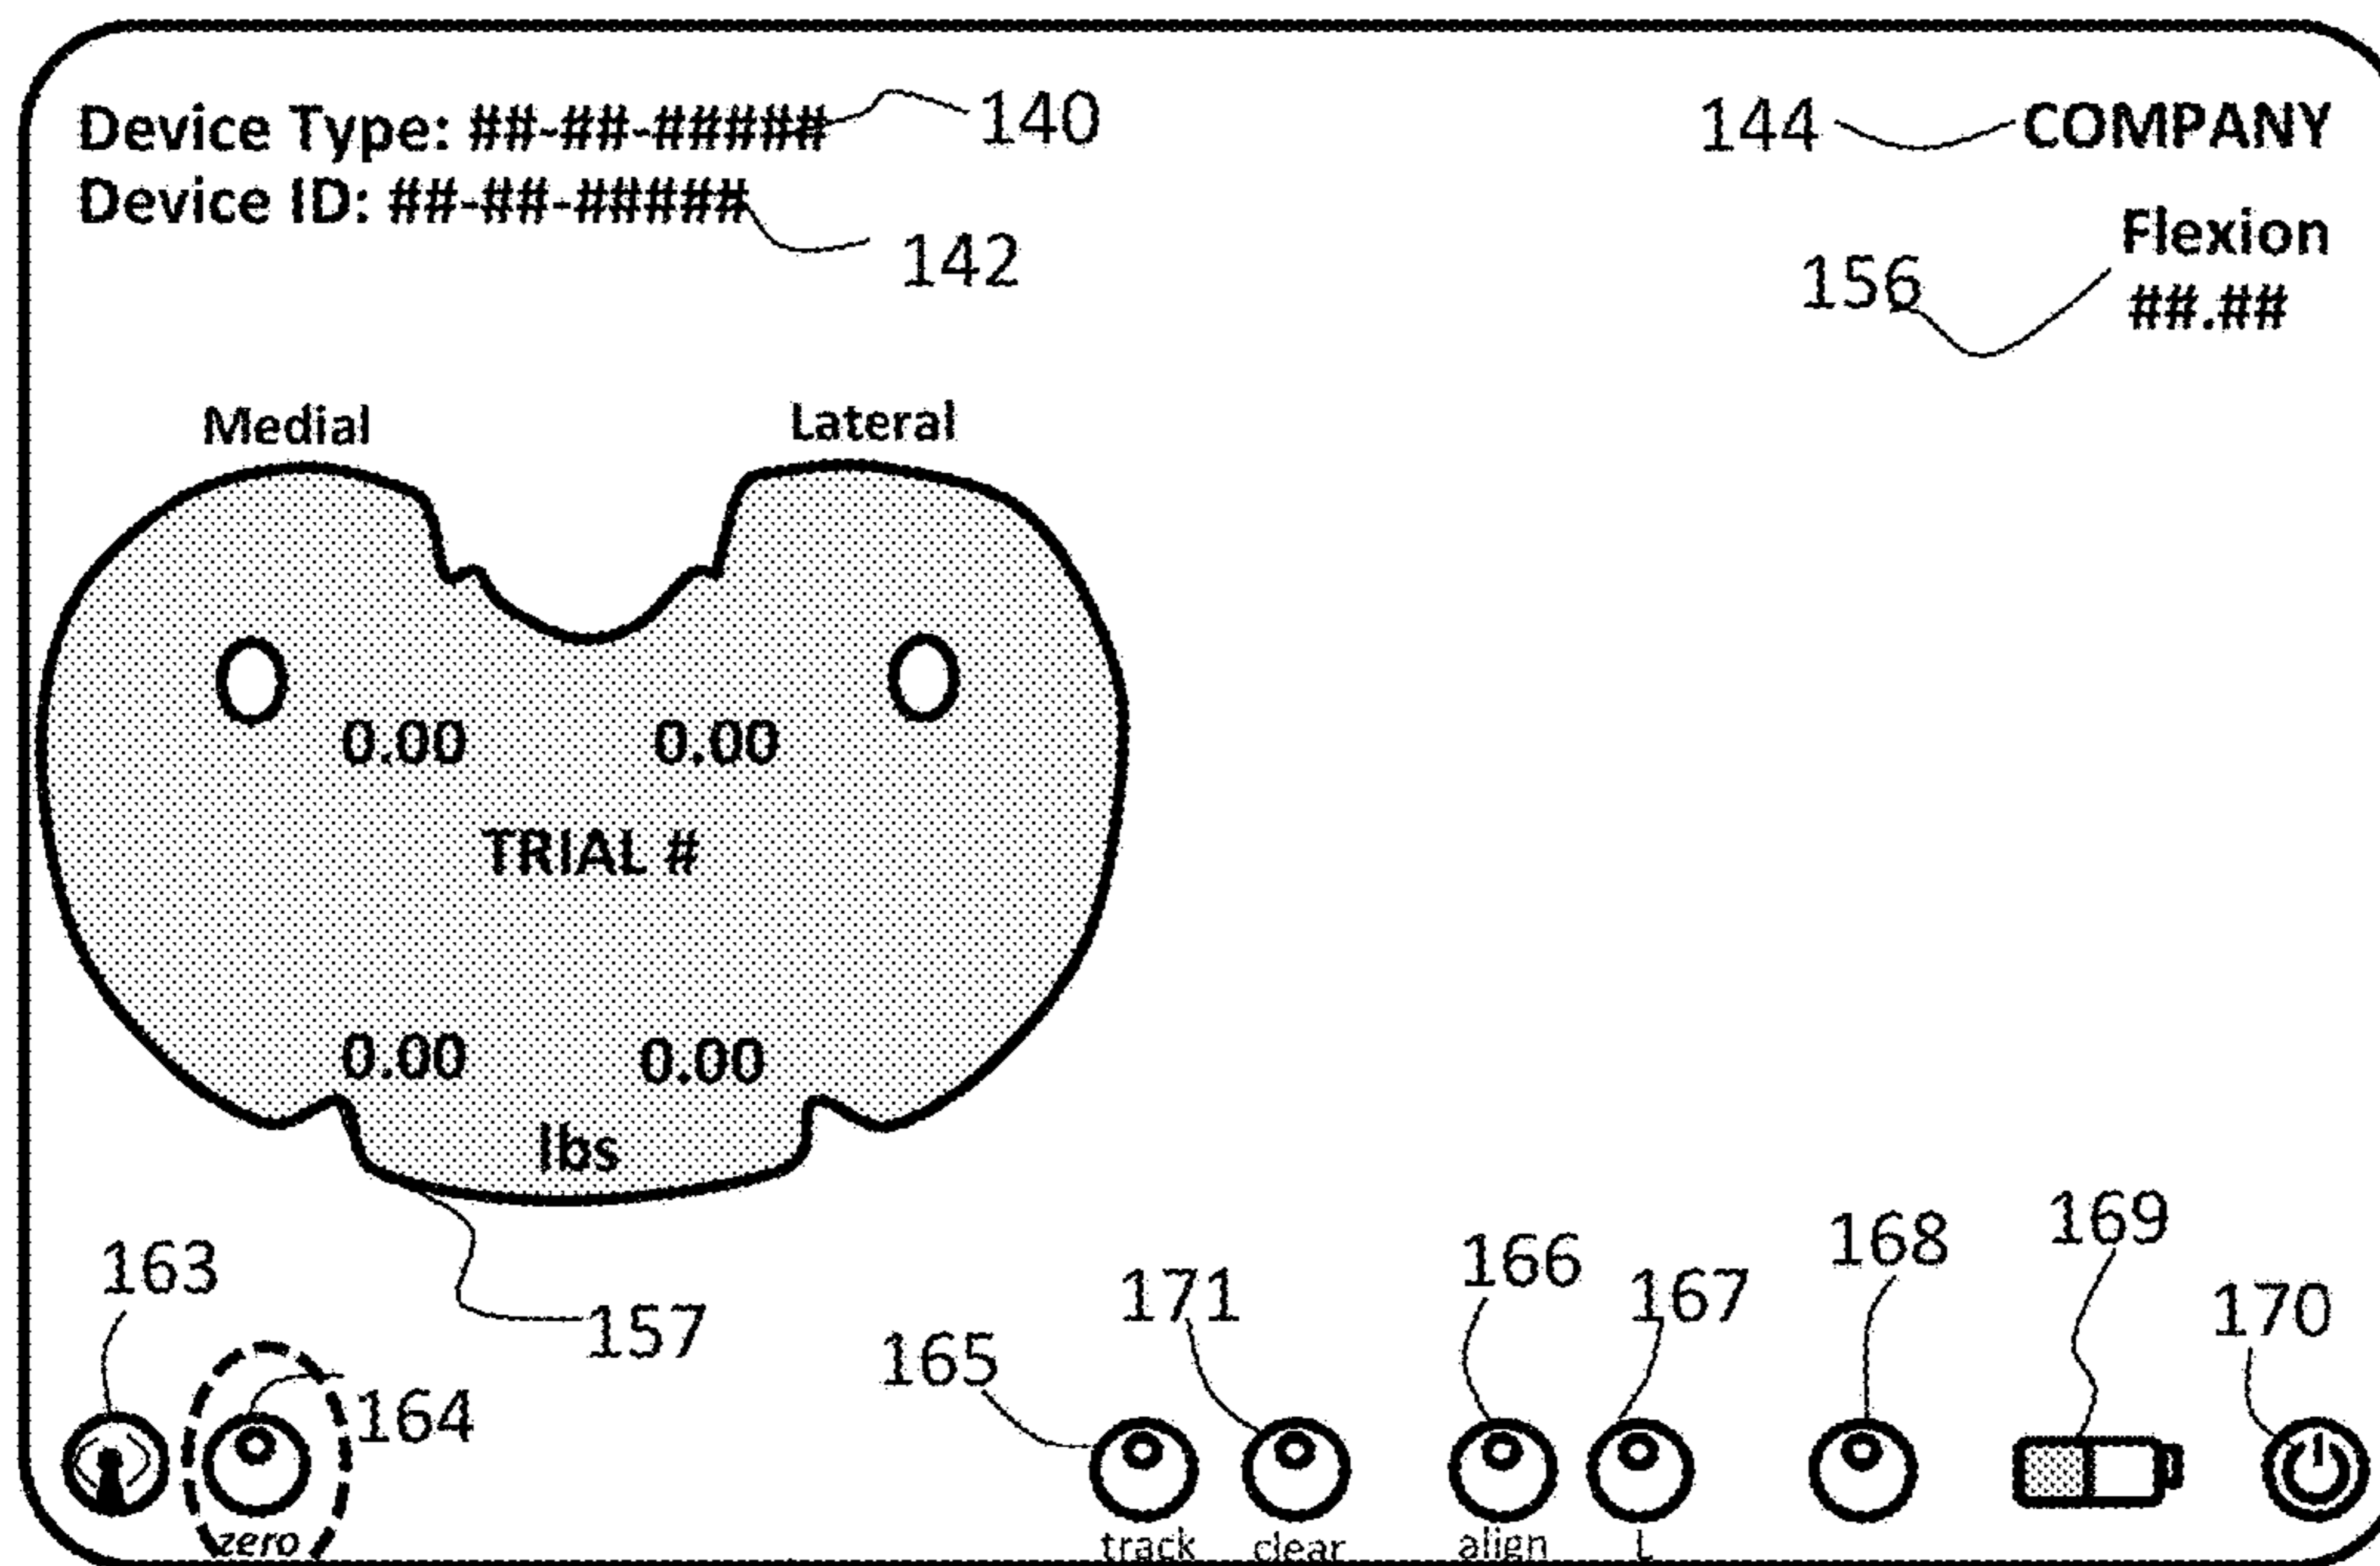 Device Type: ##-##-##### 140
144 COMPANY
Device ID: ##-##-#####
142
Flexion
156
##.##
Medial
Lateral
0.00 0.00
TRIAL #
0.00 0.00
lbs
163
157
164
165
171
166
167
168
169
170
zero
track
clear
align
L